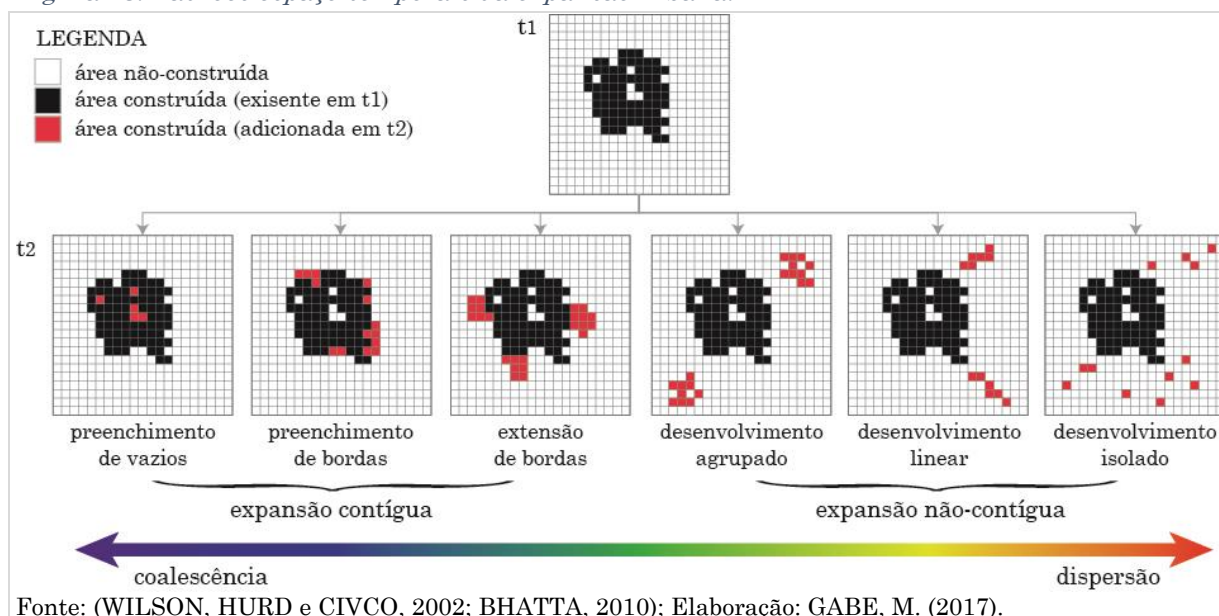 LEGENDA
área não-construída
área construída (exisente em t1)
área construída (adicionada em t2)
t1
t2
preenchimento
de vazios
preenchimento
de bordas
extensão
de bordas
desenvolvimento
agrupado
desenvolvimento
linear
desenvolvimento
isolado
expansão contígua
expansão não-contígua
coalescência
dispersão
Fonte: (WILSON, HURD e CIVCO, 2002; BHATTA, 2010); Elaboração: GABE, M. (2017).